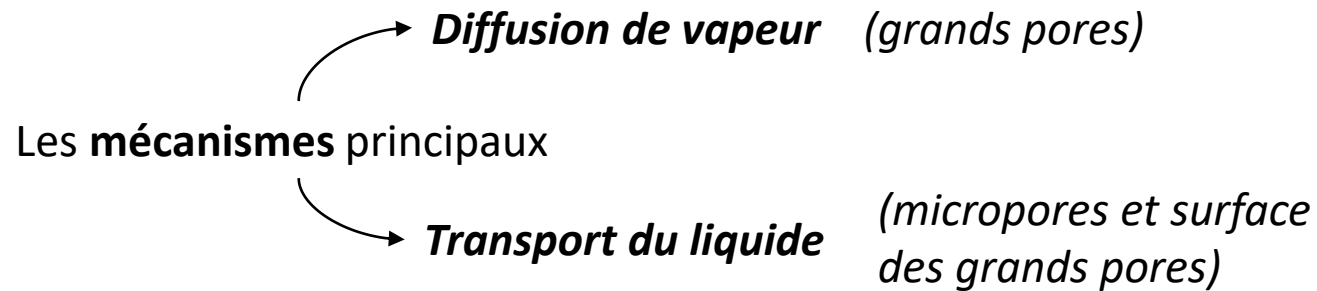 Diffusion de vapeur (grands pores)
Les mécanismes principaux
Transport du liquide (micropores et surface
des grands pores)